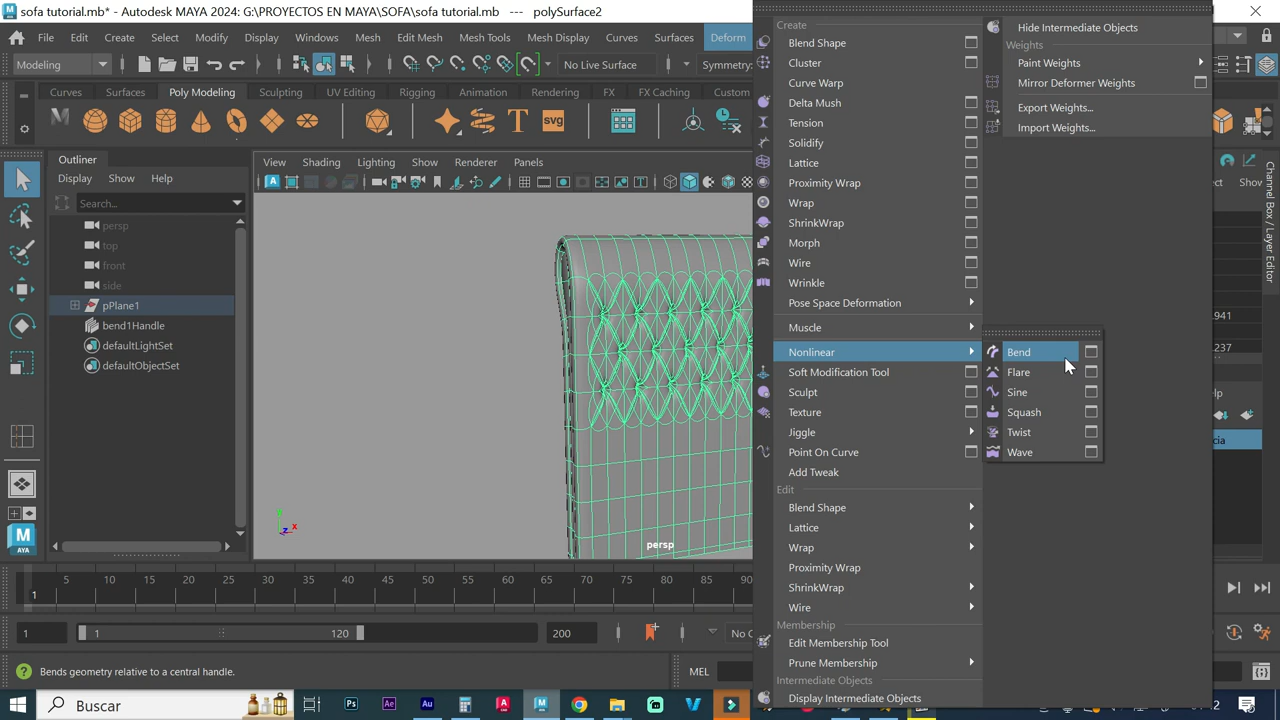 sofa tutorial.mb* - Autodesk MAYA 2024: G:\PROYECTOS EN MAYA\SOFA\sofa tutorial.mb*   ---   polySurface2
File Edit Create Select Modify Display Windows Mesh Edit Mesh Mesh Tools Mesh Display Curves Surfaces Deform
Modeling
No Live Surface
Symmetry:
Curves Surfaces Poly Modeling Sculpting UV Editing Rigging Animation Rendering FX FX Caching Custom
T svg
Outliner
Display Show Help
Search...
persp
top
front
side
pPlane1
bend1Handle
defaultLightSet
defaultObjectSet
View Shading Lighting Show Renderer Panels
y
x
z
persp
Create
Blend Shape
Cluster
Curve Warp
Delta Mush
Tension
Solidify
Lattice
Proximity Wrap
Wrap
ShrinkWrap
Morph
Wire
Wrinkle
Pose Space Deformation
Muscle
Nonlinear
Soft Modification Tool
Sculpt
Texture
Jiggle
Point On Curve
Add Tweak
Edit
Blend Shape
Lattice
Wrap
Proximity Wrap
ShrinkWrap
Wire
Membership
Edit Membership Tool
Prune Membership
Intermediate Objects
Display Intermediate Objects
Hide Intermediate Objects
Weights
Paint Weights
Mirror Deformer Weights
Export Weights...
Import Weights...
Bend
Flare
Sine
Squash
Twist
Wave
Channel Box / Layer Editor
941
237
5 10 15 20 25 30 35 40 45 50 55 60 65 70 75 80 85 90
1
1
1
120
200
Bends geometry relative to a central handle.
MEL
M
AYA
Buscar
Ps Ae Au